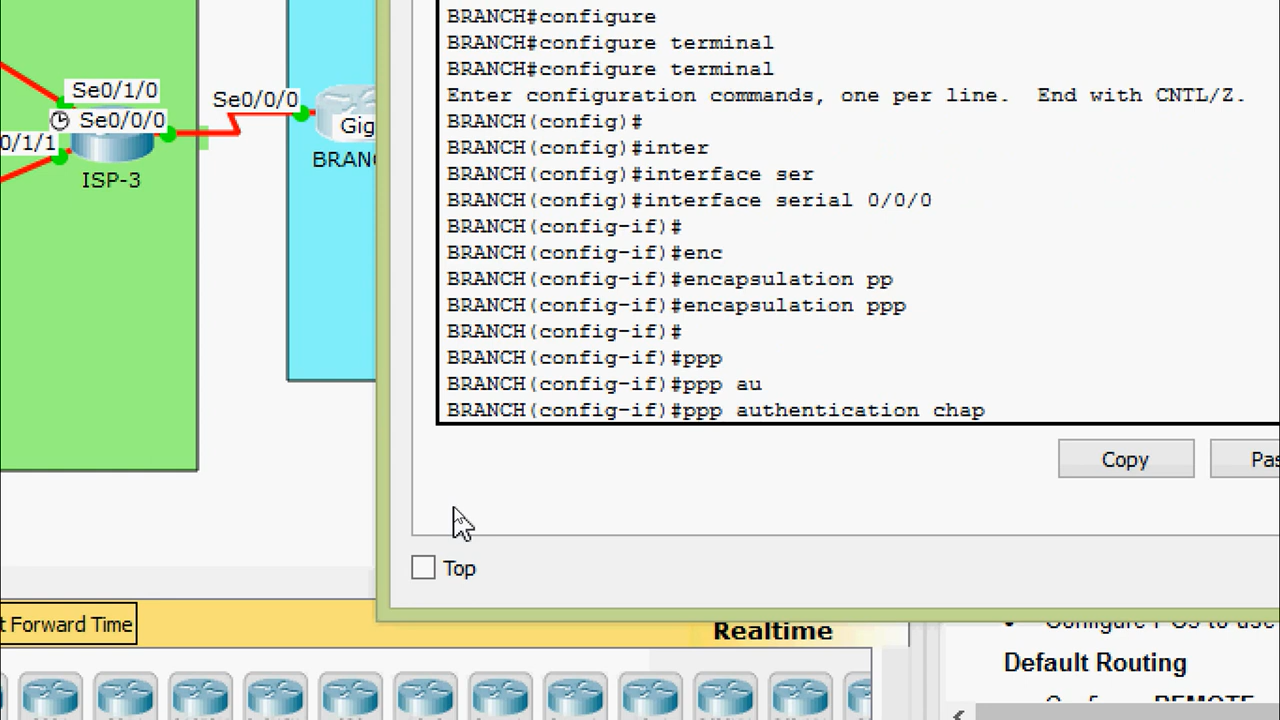 BRANCH#configure
BRANCH#configure terminal
BRANCH#configure terminal
Enter configuration commands, one per line.  End with CNTL/Z.
BRANCH(config)#
BRANCH(config)#inter
BRANCH(config)#interface ser
BRANCH(config)#interface serial 0/0/0
BRANCH(config-if)#
BRANCH(config-if)#enc
BRANCH(config-if)#encapsulation pp
BRANCH(config-if)#encapsulation ppp
BRANCH(config-if)#
BRANCH(config-if)#ppp
BRANCH(config-if)#ppp au
BRANCH(config-if)#ppp authentication chap
Se0/1/0
Se0/0/0
0/1/1
ISP-3
Se0/0/0
Gig
BRANC
Copy
Pas
Top
t Forward Time
Realtime
Default Routing